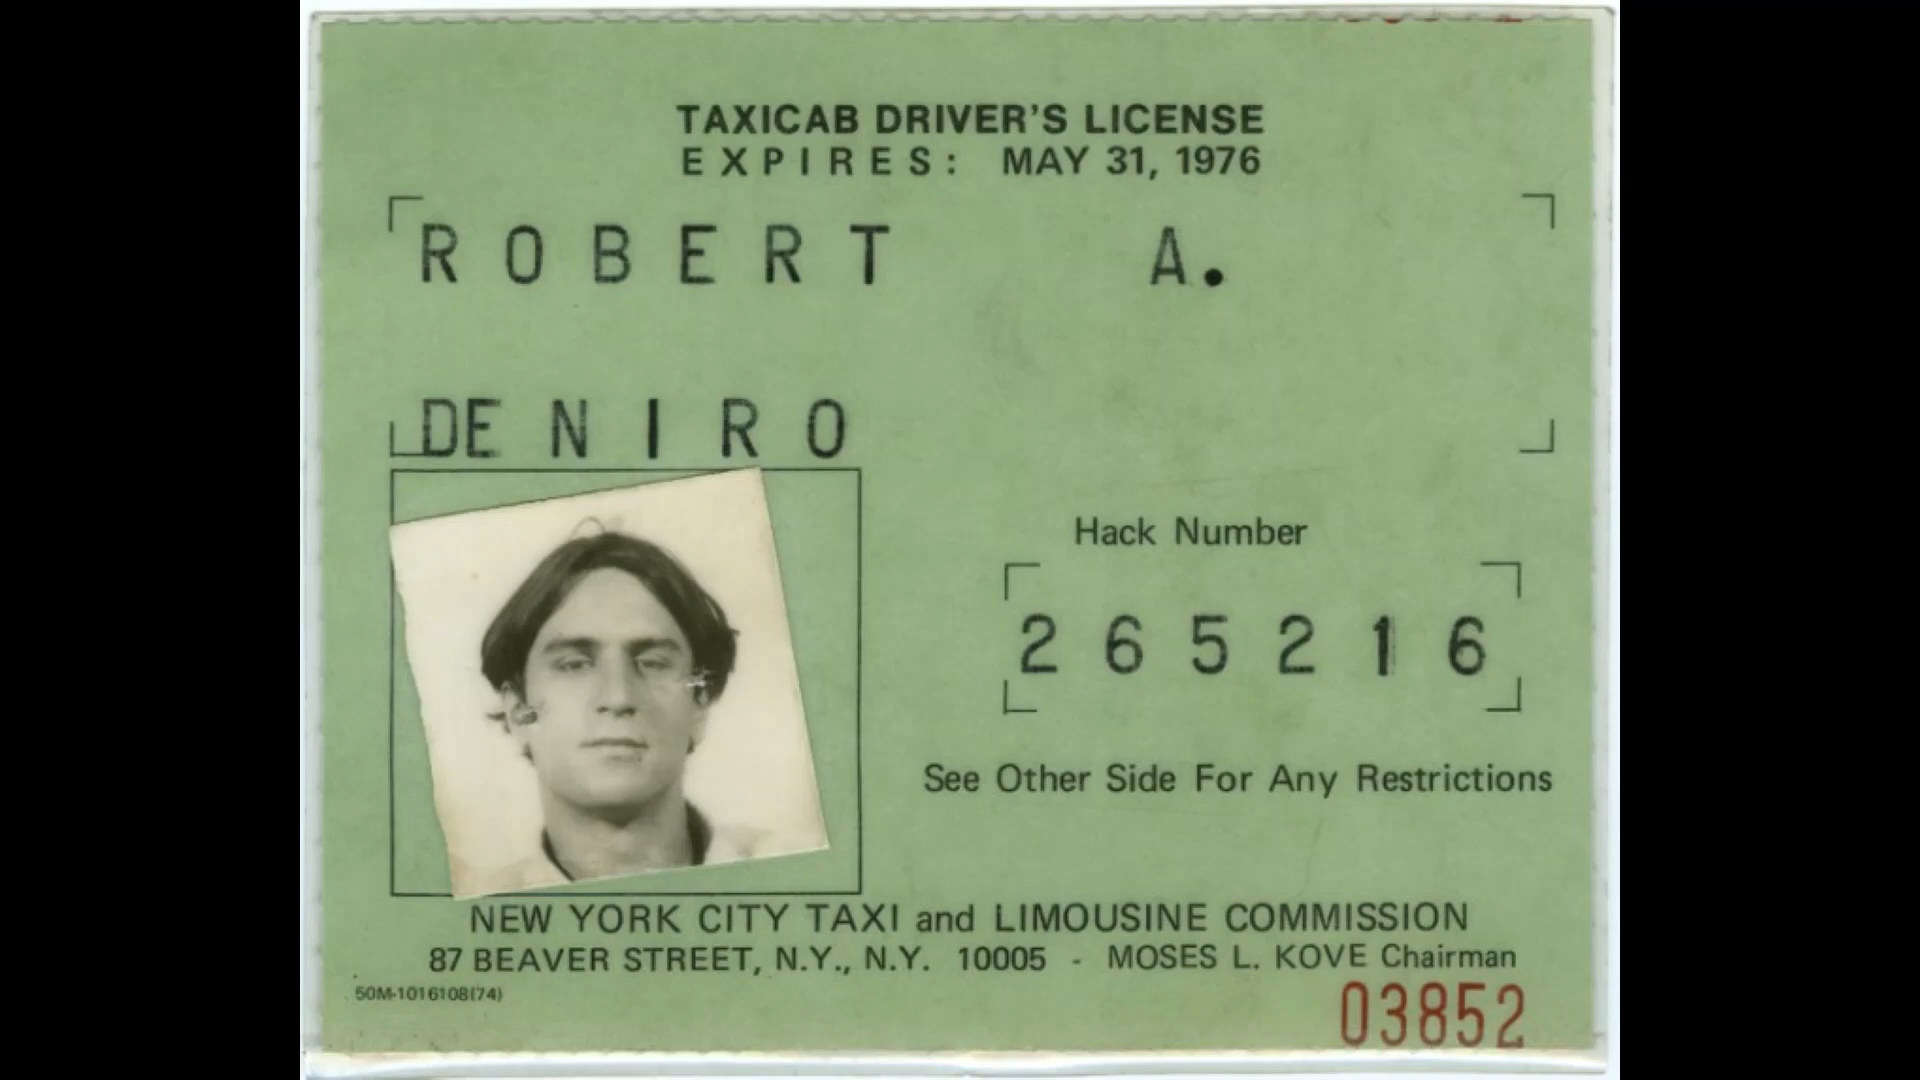 TAXICAB DRIVER'S LICENSE
EXPIRES: MAY 31, 1976
ROBERT A.
DE NIRO
Hack Number
265216
See Other Side For Any Restrictions
NEW YORK CITY TAXI and LIMOUSINE COMMISSION
87 BEAVER STREET, N.Y., N.Y. 10005 - MOSES L. KOVE Chairman
50M-1016108(74)
03852